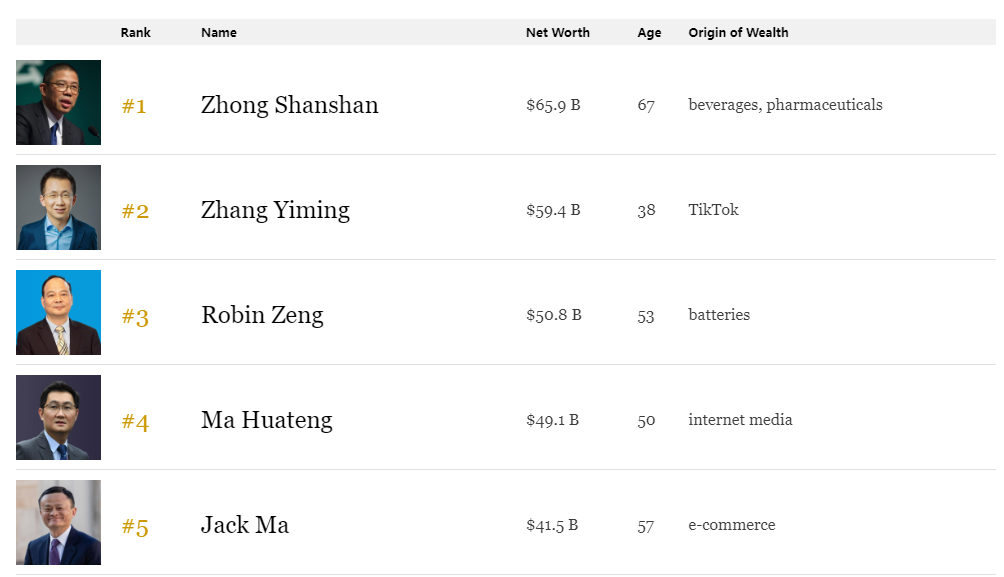 Rank Name Net Worth Age Origin of Wealth
#1 Zhong Shanshan $65.9 B 67 beverages, pharmaceuticals
#2 Zhang Yiming $59.4 B 38 TikTok
#3 Robin Zeng $50.8 B 53 batteries
#4 Ma Huateng $49.1 B 50 internet media
#5 Jack Ma $41.5 B 57 e-commerce